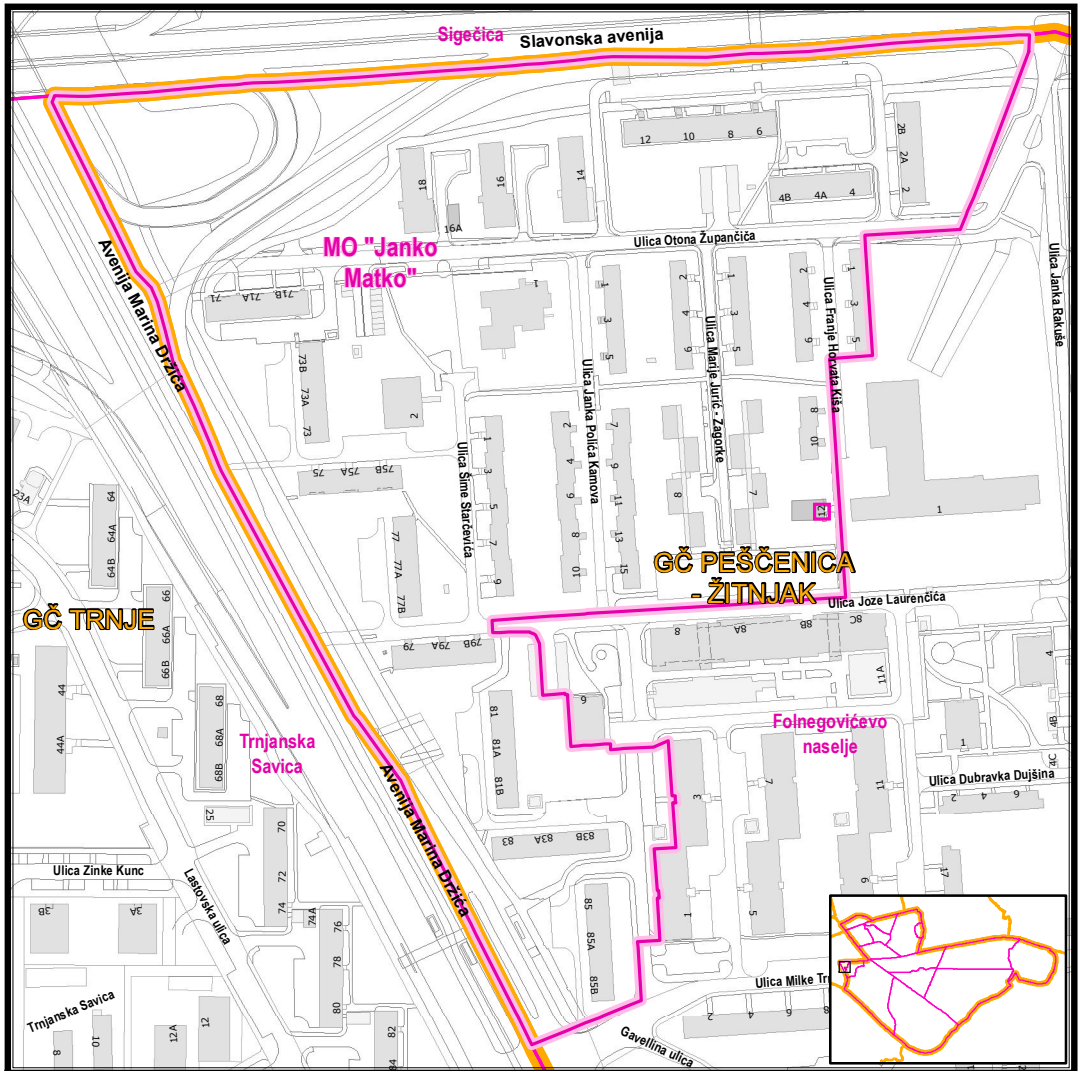 Sigečica
Slavonska avenija
12 10 8 6
2B
2A
2
4B 4A 4
18
16
14
16A
MO "Janko
Matko"
Ulica Otona Župančiča
Avenija Marina Držića
71 71A 71B
73B
73A
73
2
1
1
3
5
2
4
6
1
3
5
2
4
6
1
3
5
Ulica Janka Polića Kamova
Ulica Marije Jurić - Zagorke
Ulica Franje Horvata Kiša
Ulica Janka Rakuše
Ulica Šime Starčevića
75 75A 75B
77
77A
77B
1
3
5
7
9
2
4
6
8
10
7
9
11
13
15
8
7
8
10
12
1
23A
64
64A
64B
66
66A
66B
GČ TRNJE
GČ PEŠČENICA
- ŽITNJAK
Ulica Joze Laurenčića
79 79A 79B
8 8A 8B 8C
11A
4
4B
4C
1
44
44A
68
68A
68B
Trnjanska
Savica
81
81A
81B
6
Folnegovićevo
naselje
3
7
11
Ulica Dubravka Dujšina
2 4 6
25
70
72
74
74A
76
78
80
82
84
Avenija Marina Držića
83 83A 83B
85
85A
85B
1
5
9
17
Ulica Zinke Kunc
Lastovska ulica
3B 3A
Trnjanska Savica
8
10
12A
12
Ulica Milke Tr
2 4 6 8
Gavellina ulica